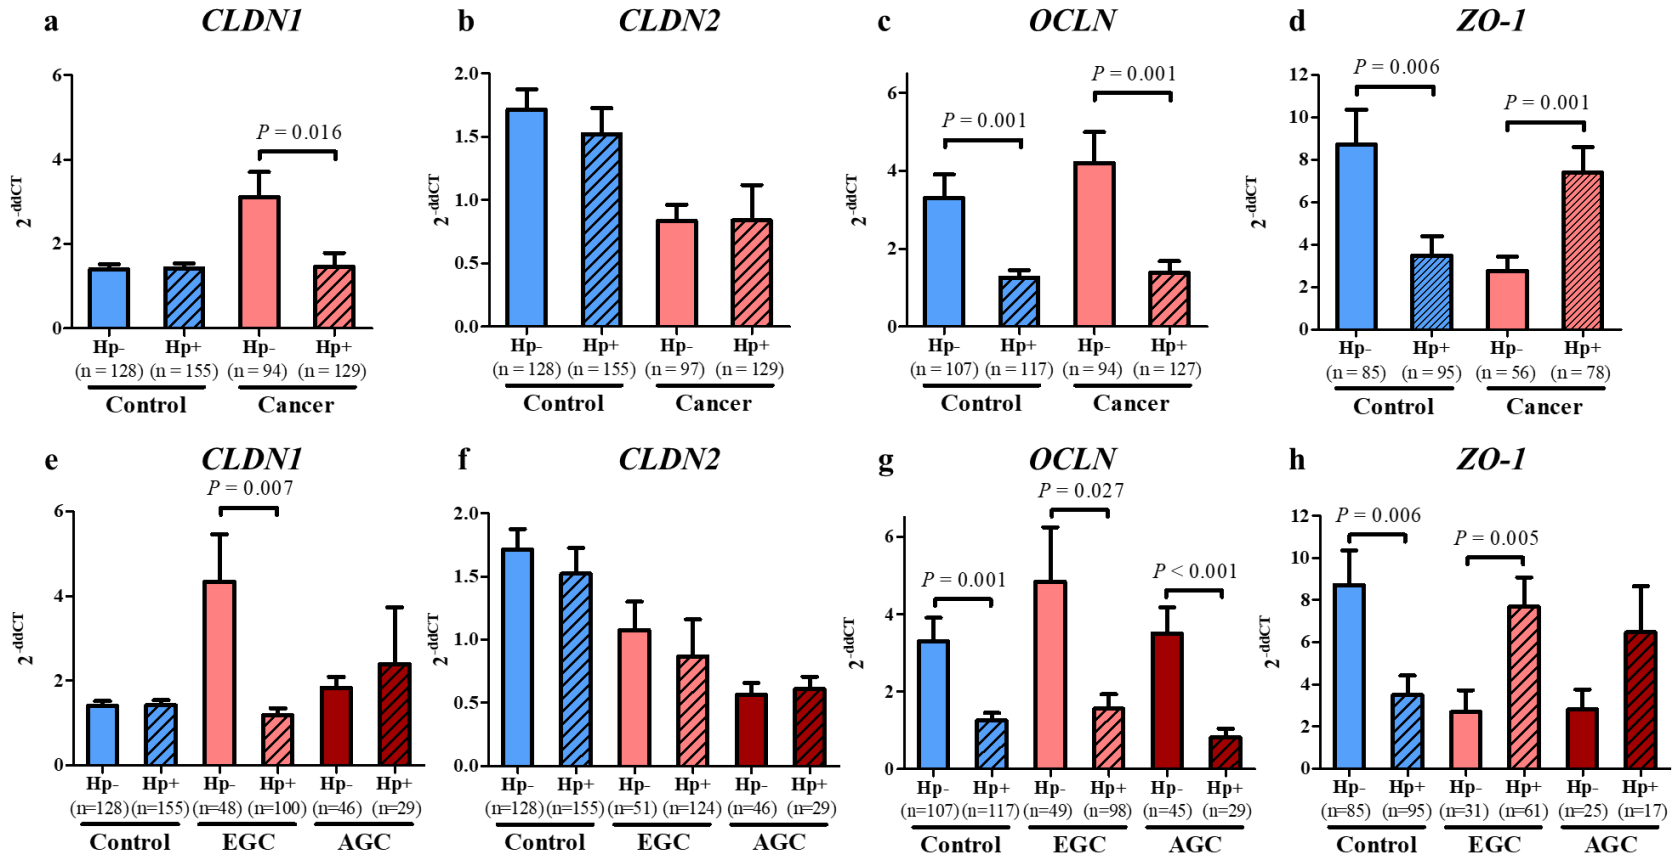 a CLDN1
6
4
2
0
2^-ddCT
P = 0.016
Hp- Hp+ Hp- Hp+
(n = 128) (n = 155) (n = 94) (n = 129)
Control Cancer
b CLDN2
2.0
1.5
1.0
0.5
0.0
2^-ddCT
Hp- Hp+ Hp- Hp+
(n = 128) (n = 155) (n = 97) (n = 129)
Control Cancer
c OCLN
6
4
2
0
2^-ddCT
P = 0.001
P = 0.001
Hp- Hp+ Hp- Hp+
(n = 107) (n = 117) (n = 94) (n = 127)
Control Cancer
d ZO-1
12
10
8
6
4
2
0
2^-ddCT
P = 0.006
P = 0.001
Hp- Hp+ Hp- Hp+
(n = 85) (n = 95) (n = 56) (n = 78)
Control Cancer
e CLDN1
6
4
2
0
2^-ddCT
P = 0.007
Hp- Hp+ Hp- Hp+ Hp- Hp+
(n=128) (n=155) (n=48) (n=100) (n=46) (n=29)
Control EGC AGC
f CLDN2
2.0
1.5
1.0
0.5
0.0
2^-ddCT
Hp- Hp+ Hp- Hp+ Hp- Hp+
(n=128) (n=155) (n=51) (n=124) (n=46) (n=29)
Control EGC AGC
g OCLN
6
4
2
0
2^-ddCT
P = 0.001
P = 0.027
P < 0.001
Hp- Hp+ Hp- Hp+ Hp- Hp+
(n=107) (n=117) (n=49) (n=98) (n=45) (n=29)
Control EGC AGC
h ZO-1
12
10
8
6
4
2
0
2^-ddCT
P = 0.006
P = 0.005
Hp- Hp+ Hp- Hp+ Hp- Hp+
(n=85) (n=95) (n=31) (n=61) (n=25) (n=17)
Control EGC AGC